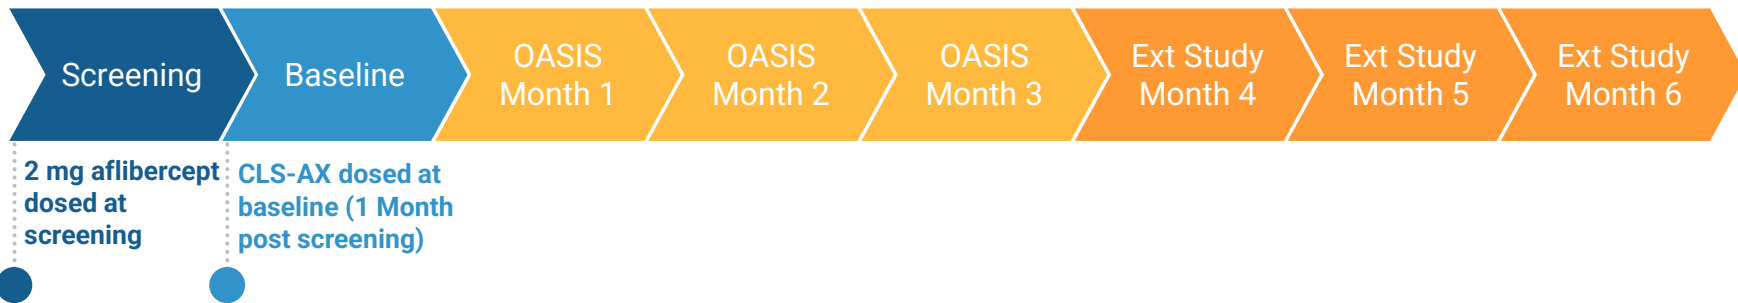 Screening
Baseline
OASIS
Month 1
OASIS
Month 2
OASIS
Month 3
Ext Study
Month 4
Ext Study
Month 5
Ext Study
Month 6
2 mg aflibercept
dosed at
screening
CLS-AX dosed at
baseline (1 Month
post screening)